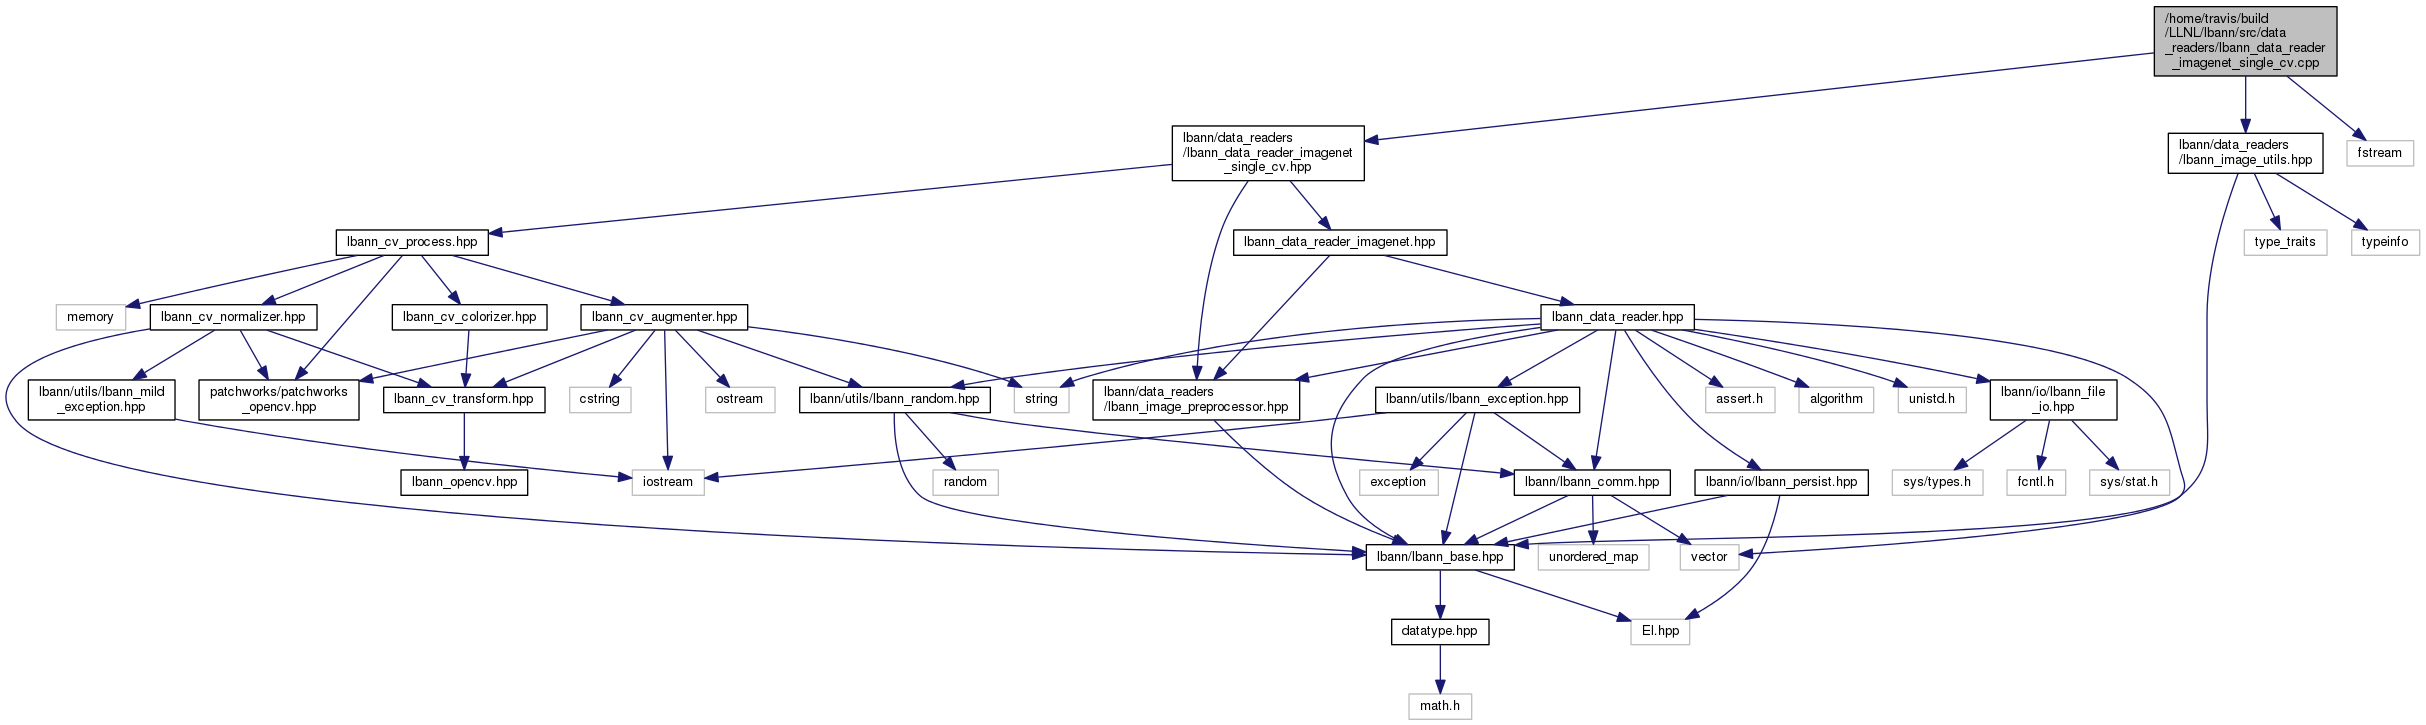 /home/travis/build
/LLNL/lbann/src/data
_readers/lbann_data_reader
_imagenet_single_cv.cpp
lbann/data_readers
/lbann_data_reader_imagenet
_single_cv.hpp
lbann/data_readers
/lbann_image_utils.hpp
fstream
lbann_cv_process.hpp
lbann_data_reader_imagenet.hpp
type_traits
typeinfo
memory
lbann_cv_normalizer.hpp
lbann_cv_colorizer.hpp
lbann_cv_augmenter.hpp
lbann_data_reader.hpp
lbann/utils/lbann_mild
_exception.hpp
patchworks/patchworks
_opencv.hpp
lbann_cv_transform.hpp
cstring
ostream
lbann/utils/lbann_random.hpp
string
lbann/data_readers
/lbann_image_preprocessor.hpp
lbann/utils/lbann_exception.hpp
assert.h
algorithm
unistd.h
lbann/io/lbann_file
_io.hpp
lbann_opencv.hpp
iostream
random
exception
lbann/lbann_comm.hpp
lbann/io/lbann_persist.hpp
sys/types.h
fcntl.h
sys/stat.h
lbann/lbann_base.hpp
unordered_map
vector
datatype.hpp
El.hpp
math.h